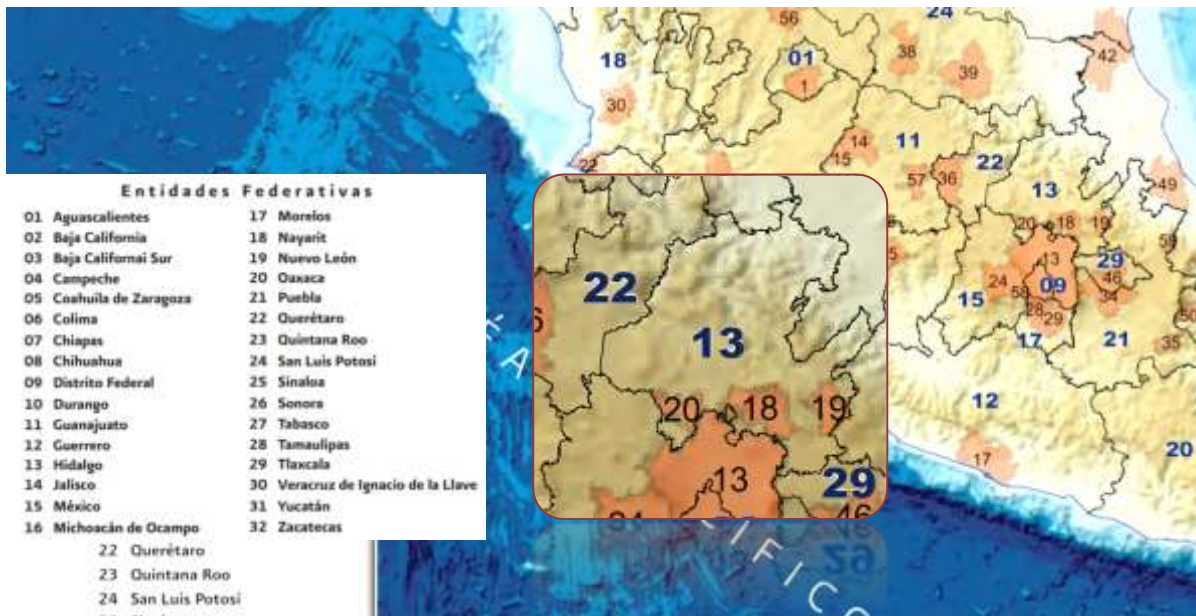 56
24
18
01
38
42
1
39
30
14
11
15
22
22
57
36
13
49
20
18
19
59
13
29
24
09
46
15
58
34
28
29
50
17
21
35
12
17
20
Entidades Federativas
01 Aguascalientes
02 Baja California
03 Baja Californai Sur
04 Campeche
05 Coahuila de Zaragoza
06 Colima
07 Chiapas
08 Chihuahua
09 Distrito Federal
10 Durango
11 Guanajuato
12 Guerrero
13 Hidalgo
14 Jalisco
15 México
16 Michoacán de Ocampo
17 Morelos
18 Nayarit
19 Nuevo León
20 Oaxaca
21 Puebla
22 Querétaro
23 Quintana Roo
24 San Luis Potosí
25 Sinaloa
26 Sonora
27 Tabasco
28 Tamaulipas
29 Tlaxcala
30 Veracruz de Ignacio de la Llave
31 Yucatán
32 Zacatecas
22 Querétaro
23 Quintana Roo
24 San Luis Potosí
22
13
20
18
19
13
29
46